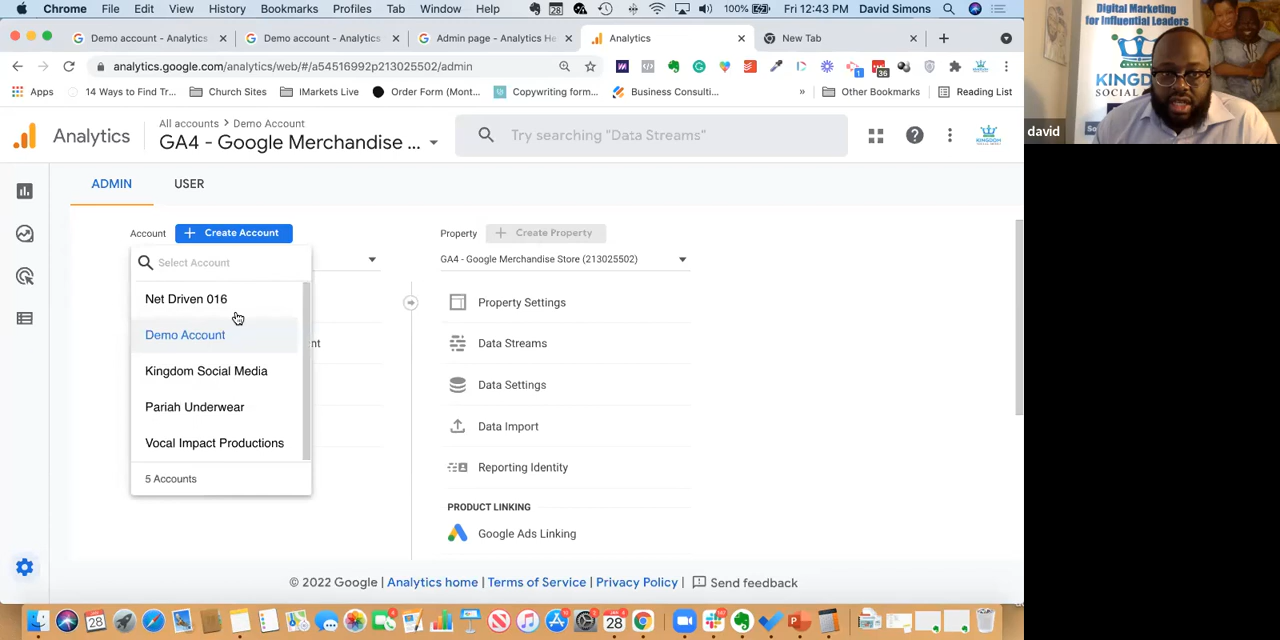 Chrome File Edit View History Bookmarks Profiles Tab Window Help 100% Fri 12:43 PM David Simons
Demo account - Analytics Demo account - Analytics Admin page - Analytics He Analytics New Tab
analytics.google.com/analytics/web/#/a54516992p213025502/admin
Apps 14 Ways to Find Tr... Church Sites IMarkets Live Order Form (Mont... Copywriting form... Business Consulti... » Other Bookmarks Reading List
Analytics
All accounts > Demo Account
GA4 - Google Merchandise ...
Try searching "Data Streams"
ADMIN USER
Account + Create Account
Property + Create Property
Select Account
Net Driven 016
Demo Account
Kingdom Social Media
Pariah Underwear
Vocal Impact Productions
5 Accounts
nt
GA4 - Google Merchandise Store (213025502)
Property Settings
Data Streams
Data Settings
Data Import
Reporting Identity
PRODUCT LINKING
Google Ads Linking
© 2022 Google | Analytics home | Terms of Service | Privacy Policy | Send feedback
Digital Marketing
for Influential Leaders
david